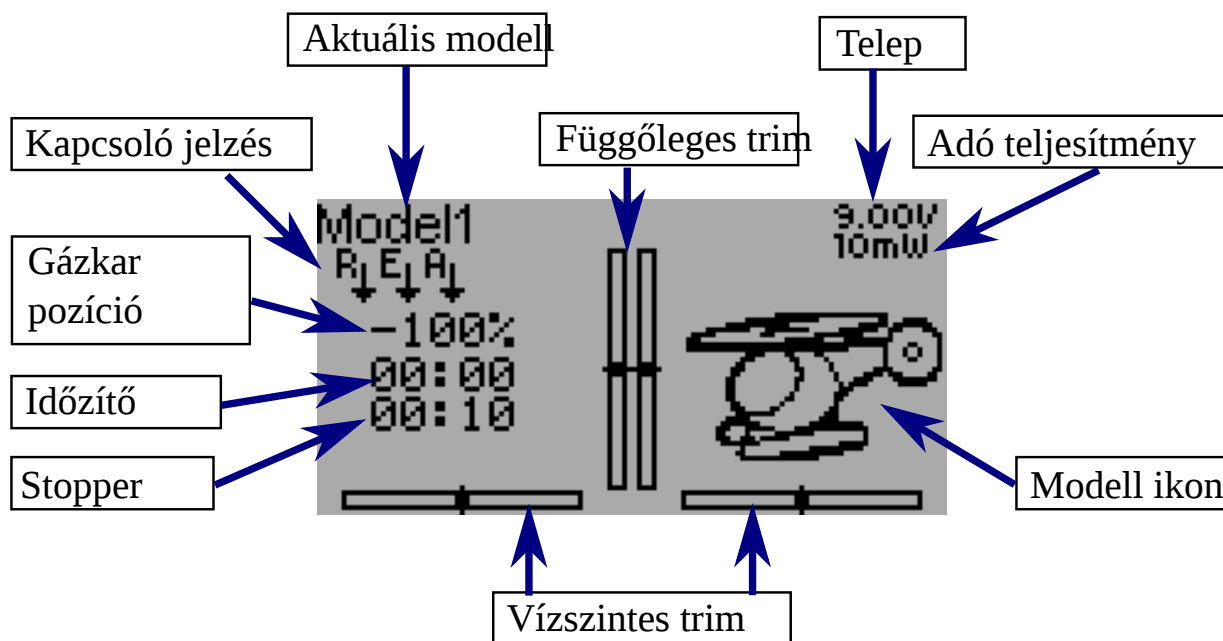 Aktuális modell
Telep
Kapcsoló jelzés
Függőleges trim
Adó teljesítmény
Model1
9.00V
10mW
R E A
Gázkar
pozíció
-100%
00:00
Időzítő
00:10
Stopper
Modell ikon
Vízszintes trim